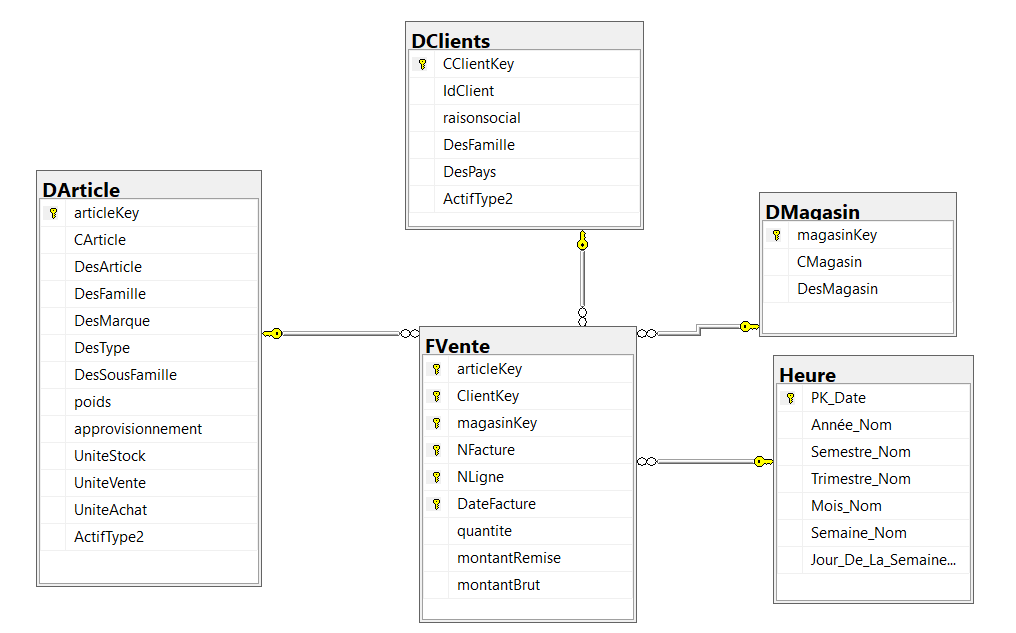 DClients
CClientKey
IdClient
raisonsocial
DesFamille
DesPays
ActifType2
DArticle
articleKey
CArticle
DesArticle
DesFamille
DesMarque
DesType
DesSousFamille
poids
approvisionnement
UniteStock
UniteVente
UniteAchat
ActifType2
DMagasin
magasinKey
CMagasin
DesMagasin
FVente
articleKey
ClientKey
magasinKey
NFacture
NLigne
DateFacture
quantite
montantRemise
montantBrut
Heure
PK_Date
Année_Nom
Semestre_Nom
Trimestre_Nom
Mois_Nom
Semaine_Nom
Jour_De_La_Semaine...